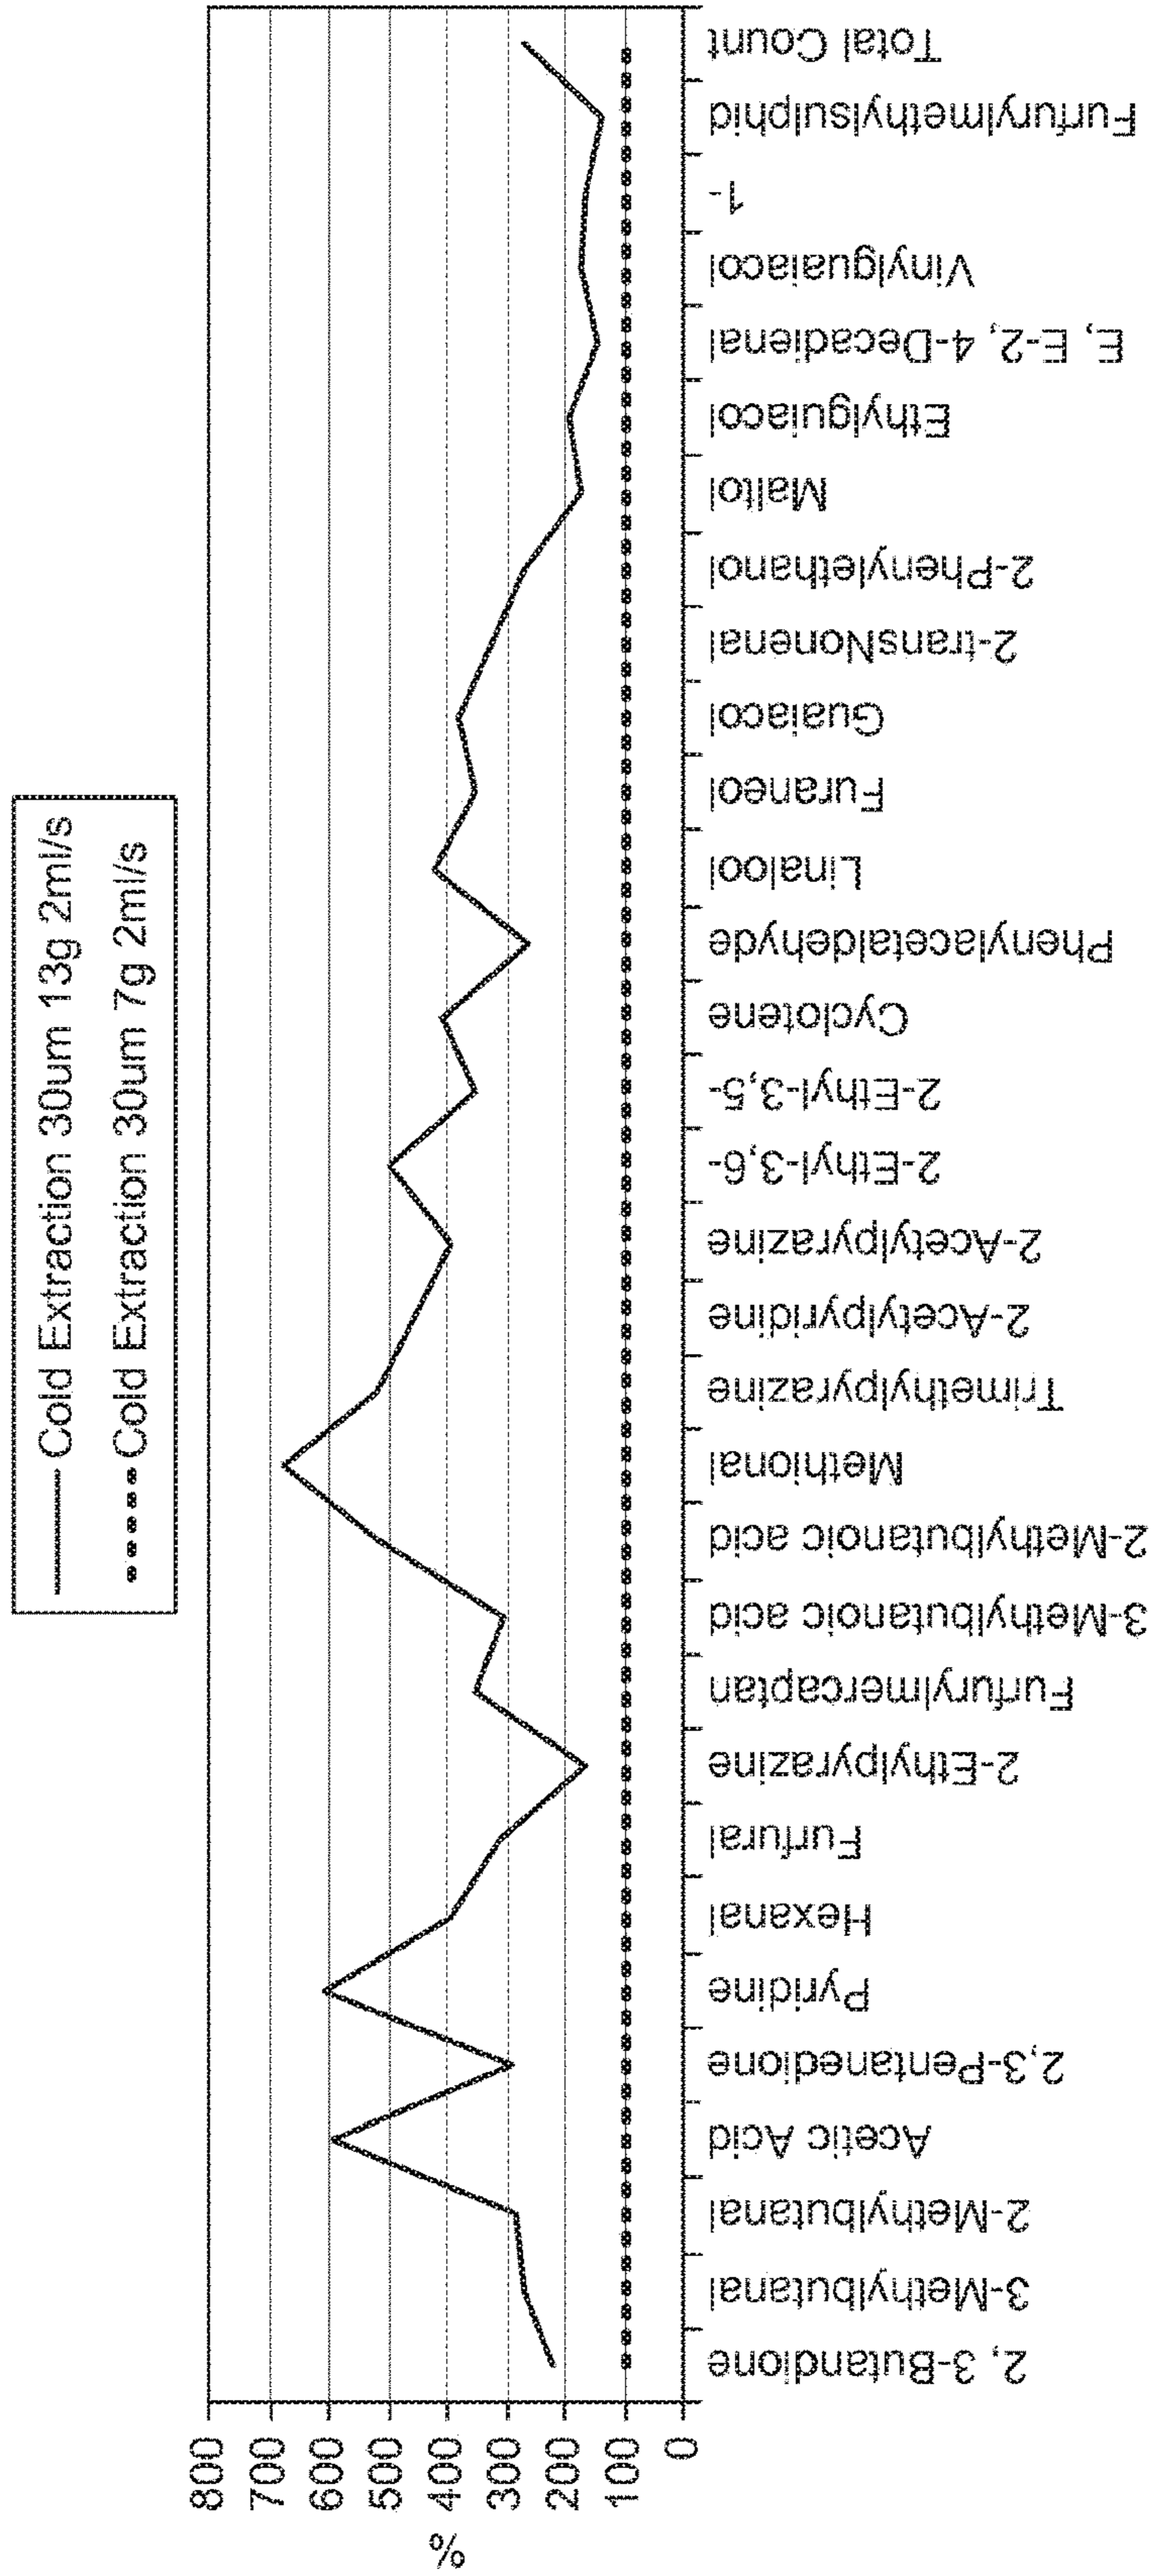 Cold Extraction 30um 13g 2ml/s
Cold Extraction 30um 7g 2ml/s
%
800
700
600
500
400
300
200
100
0
2, 3-Butandione
3-Methylbutanal
2-Methylbutanal
Acetic Acid
2,3-Pentanedione
Pyridine
Hexanal
Furfural
2-Ethylpyrazine
Furfurylmercaptan
3-Methylbutanoic acid
2-Methylbutanoic acid
Methional
Trimethylpyrazine
2-Acetylpyridine
2-Acetylpyrazine
2-Ethyl-3,6-
2-Ethyl-3,5-
Cyclotene
Phenylacetaldehyde
Linalool
Furaneol
Guaiacol
2-transNonenal
2-Phenylethanol
Maltol
Ethylguiacol
E, E-2, 4-Decadienal
Vinylguaiacol
1-
Furfurylmethylsulphid
Total Count